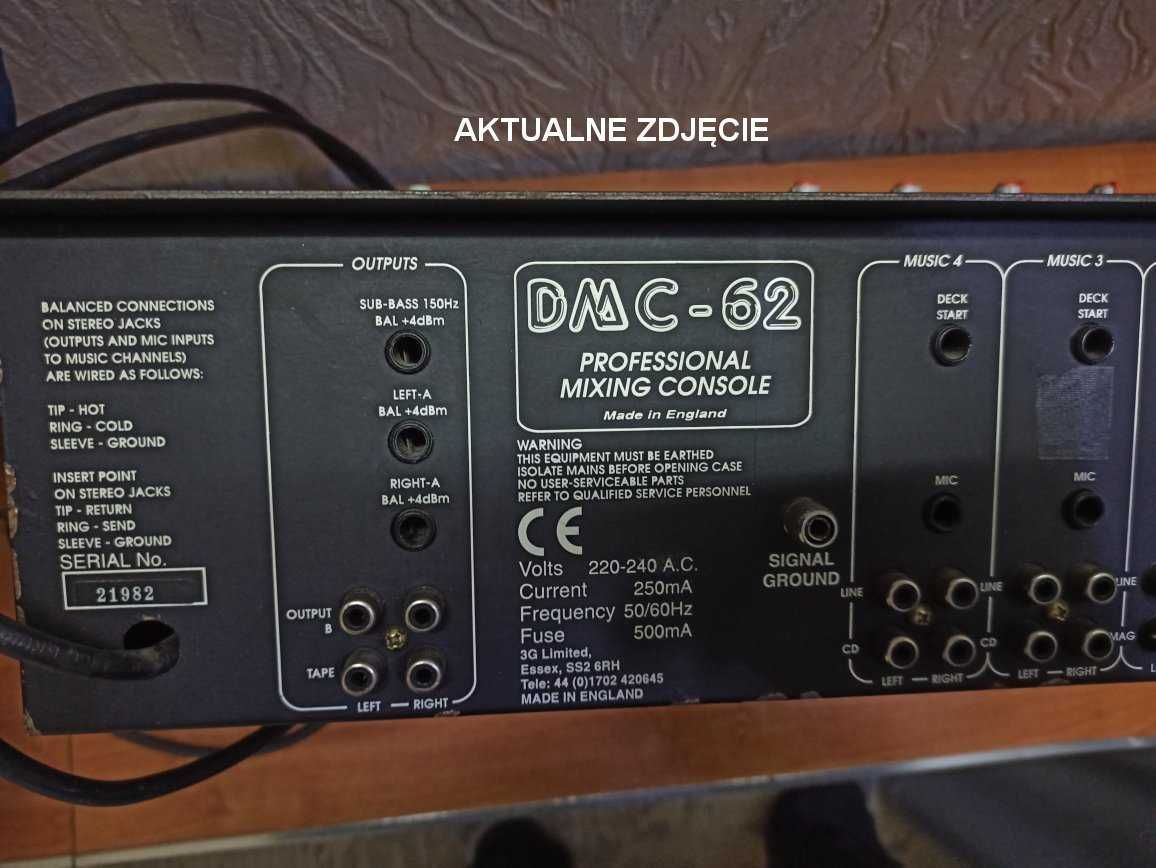 AKTUALNE ZDJĘCIE
BALANCED CONNECTIONS
ON STEREO JACKS
(OUTPUTS AND MIC INPUTS
TO MUSIC CHANNELS)
ARE WIRED AS FOLLOWS:
TIP - HOT
RING - COLD
SLEEVE - GROUND
INSERT POINT
ON STEREO JACKS
TIP - RETURN
RING - SEND
SLEEVE - GROUND
SERIAL No.
21982
OUTPUTS
SUB-BASS 150Hz
BAL +4dBm
LEFT-A
BAL +4dBm
RIGHT-A
BAL +4dBm
OUTPUT
B
TAPE
LEFT — RIGHT
DMC-62
PROFESSIONAL
MIXING CONSOLE
Made in England
WARNING
THIS EQUIPMENT MUST BE EARTHED
ISOLATE MAINS BEFORE OPENING CASE
NO USER-SERVICEABLE PARTS
REFER TO QUALIFIED SERVICE PERSONNEL
CE
Volts 220-240 A.C.
Current 250mA
Frequency 50/60Hz
Fuse 500mA
3G Limited,
Essex, SS2 6RH
Tele: 44 (0)1702 420645
MADE IN ENGLAND
SIGNAL
GROUND
MUSIC 4
DECK
START
MIC
LINE
CD
LEFT — RIGHT
MUSIC 3
DECK
START
MIC
LINE
CD
LEFT — RIGHT
LINE
MAG